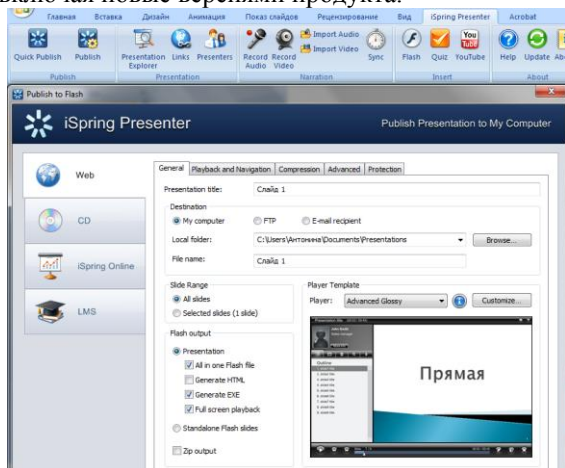 включая новые версиями продукта.
Главная Вставка Дизайн Анимация Показ слайдов Рецензирование Вид iSpring Presenter Acrobat
Quick Publish Publish Presentation Explorer Links Presenters Record Audio Record Video Import Audio Import Video Sync Flash Quiz YouTube Help Update
Publish Presentation Narration Insert About
Publish to Flash
iSpring Presenter Publish Presentation to My Computer
Web
CD
iSpring Online
LMS
General Playback and Navigation Compression Advanced Protection
Presentation title: Слайд 1
Destination
My computer FTP E-mail recipient
Local folder: C:\Users\Антонина\Documents\Presentations Browse...
File name: Слайд 1
Slide Range Player Template
All slides Player: Advanced Glossy Customize...
Selected slides (1 slide)
Flash output
Presentation
All in one Flash file
Generate HTML
Generate EXE
Full screen playback
Standalone Flash slides
Zip output
Прямая